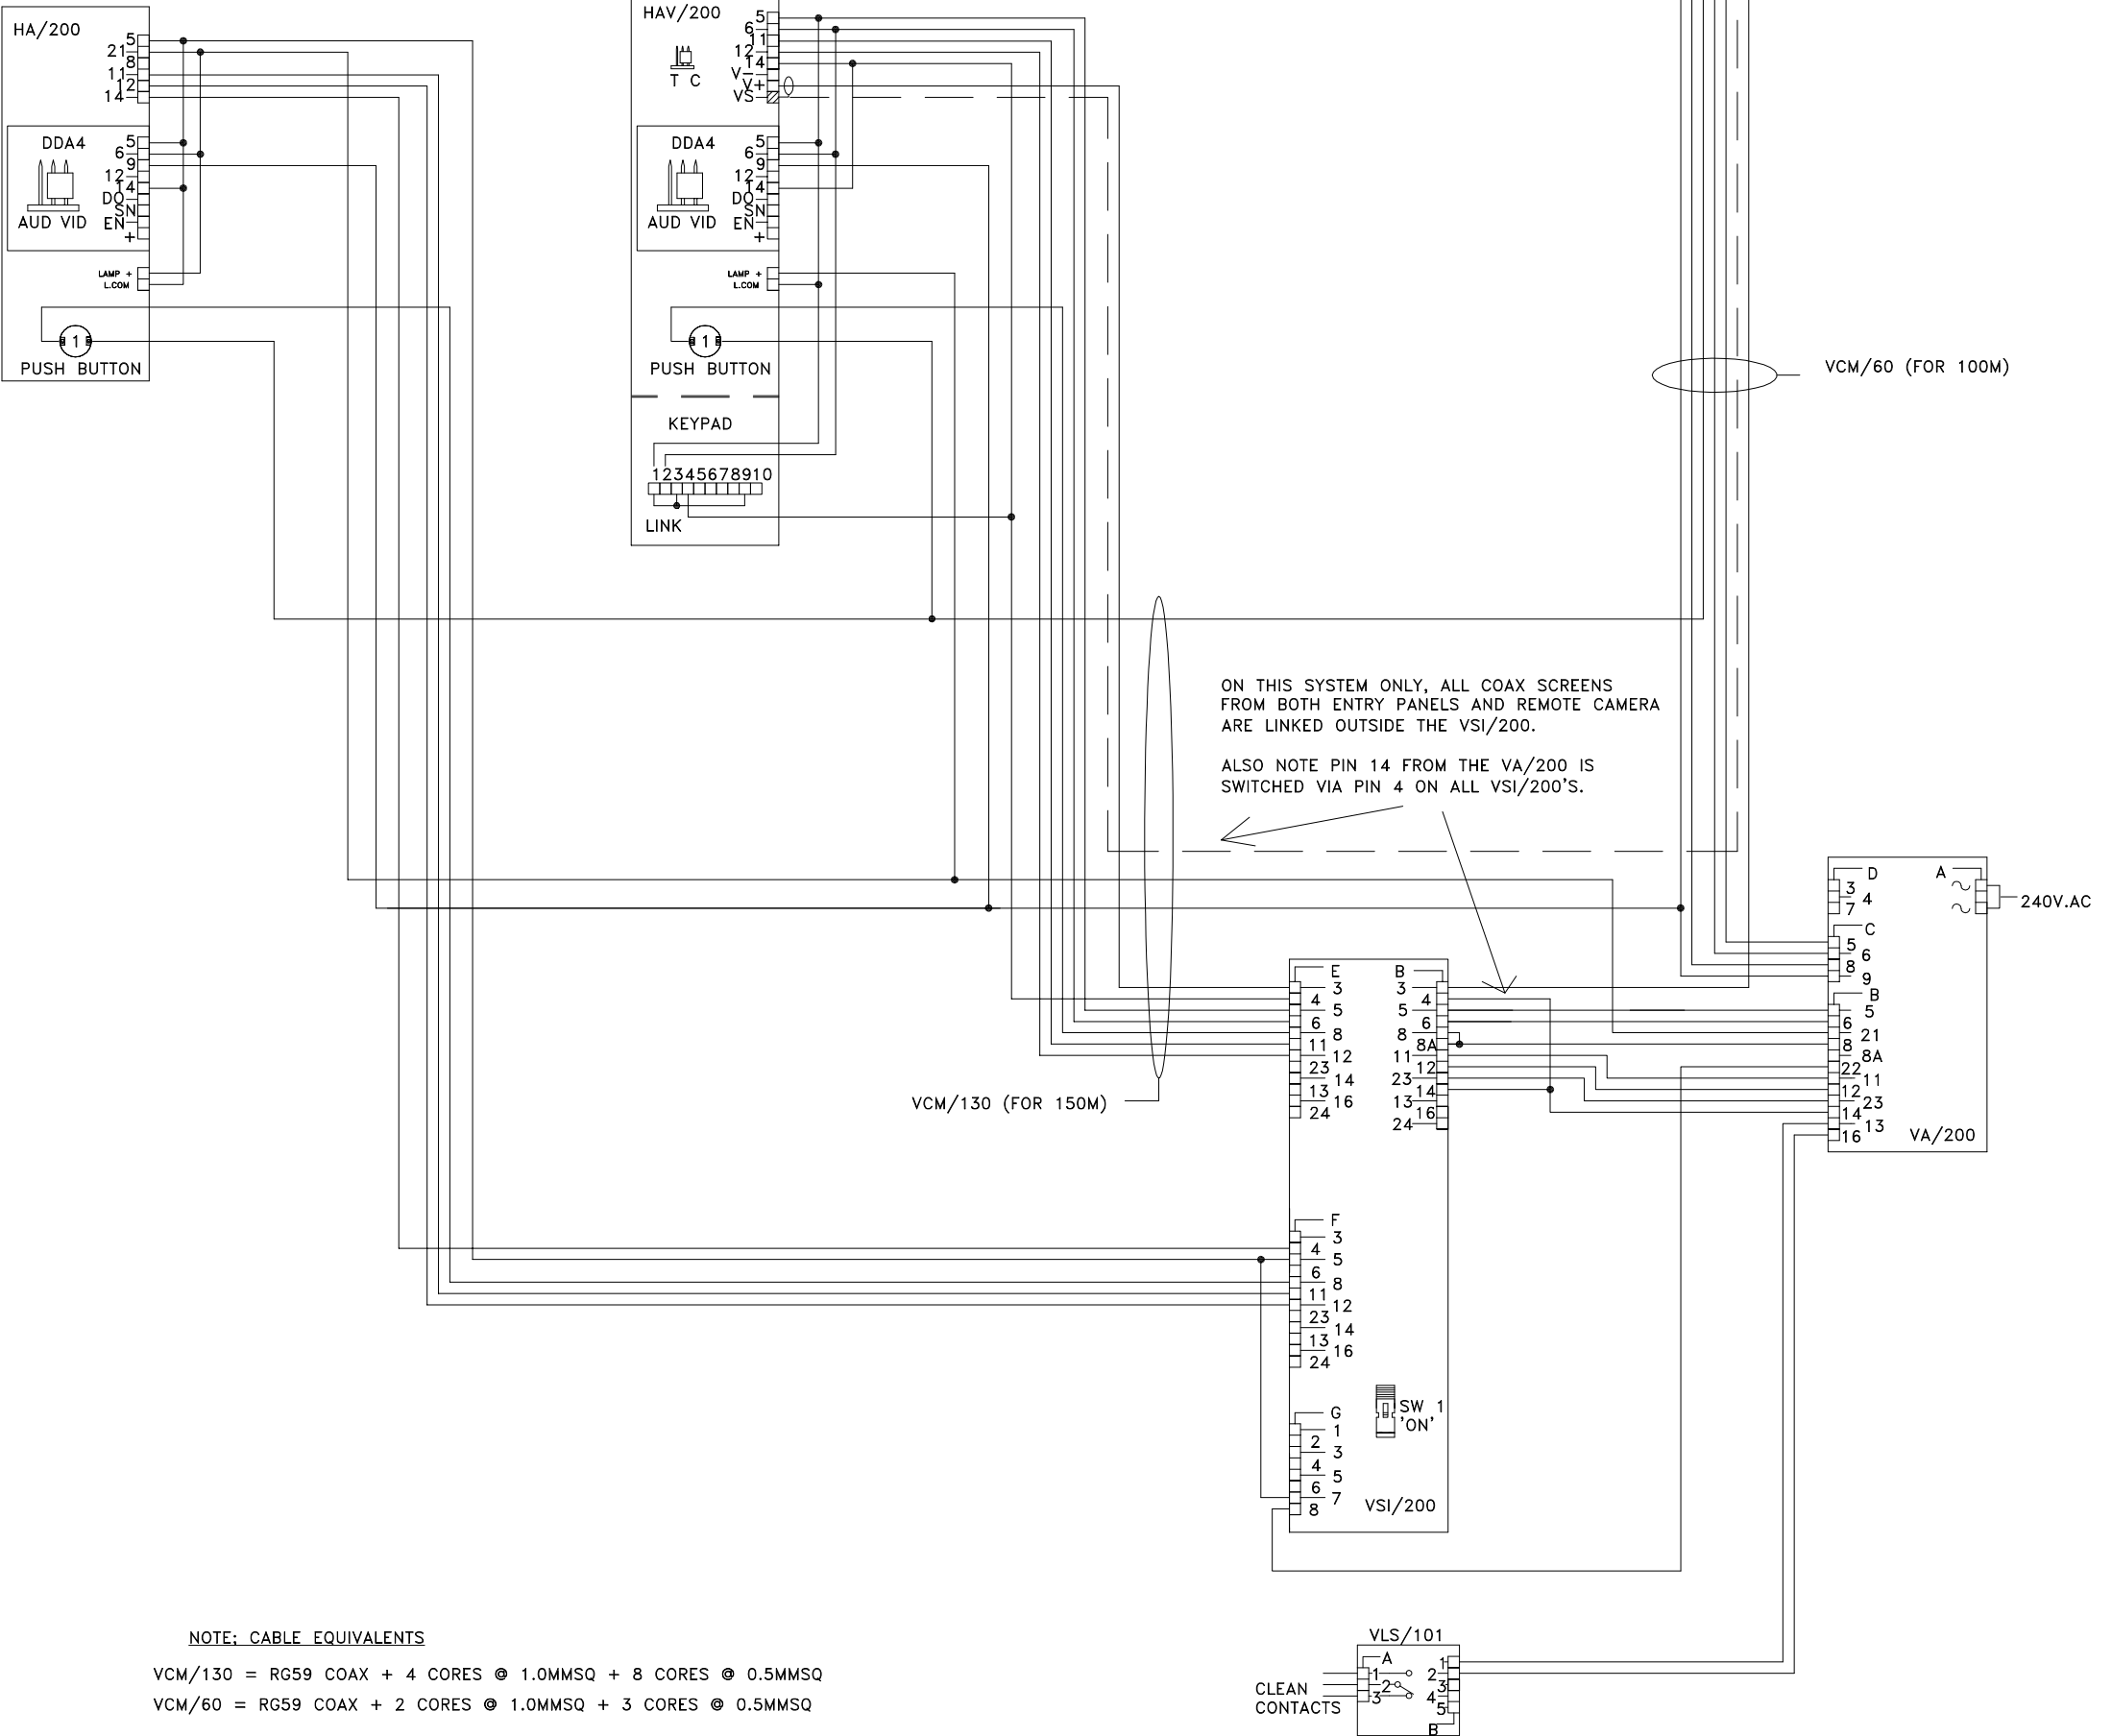 HA/200
5
21
8
11
12
14
DDA4
5
6
9
12
14
DO
SN
EN
+
AUD VID
LAMP +
L.COM
1
PUSH BUTTON
HAV/200
T C
5
6
11
12
14
V-
V+
VS
DDA4
5
6
9
12
14
DO
SN
EN
+
AUD VID
LAMP +
L.COM
1
PUSH BUTTON
KEYPAD
12345678910
LINK
VCM/60 (FOR 100M)
ON THIS SYSTEM ONLY, ALL COAX SCREENS
FROM BOTH ENTRY PANELS AND REMOTE CAMERA
ARE LINKED OUTSIDE THE VSI/200.
ALSO NOTE PIN 14 FROM THE VA/200 IS
SWITCHED VIA PIN 4 ON ALL VSI/200'S.
VCM/130 (FOR 150M)
D
3
4
7
C
5
6
8
9
B
5
6
21
8
8A
22
11
12
23
14
13
16
A
240V.AC
VA/200
E
3
4
5
6
8
11
12
23
14
13
16
24
B
3
4
5
6
8
8A
11
12
23
14
13
16
24
F
3
4
5
6
8
11
12
23
14
13
16
24
G
1
2
3
4
5
6
7
8
SW 1
'ON'
VSI/200
VLS/101
A
1
2
3
1
2
3
4
5
B
CLEAN
CONTACTS
NOTE; CABLE EQUIVALENTS
VCM/130 = RG59 COAX + 4 CORES @ 1.0MMSQ + 8 CORES @ 0.5MMSQ
VCM/60 = RG59 COAX + 2 CORES @ 1.0MMSQ + 3 CORES @ 0.5MMSQ